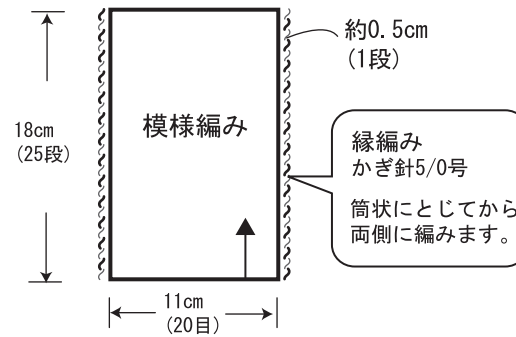 約0.5cm
(1段)
18cm
(25段)
模様編み
縁編み
かぎ針5/0号
筒状にとじてから
両側に編みます。
11cm
(20目)